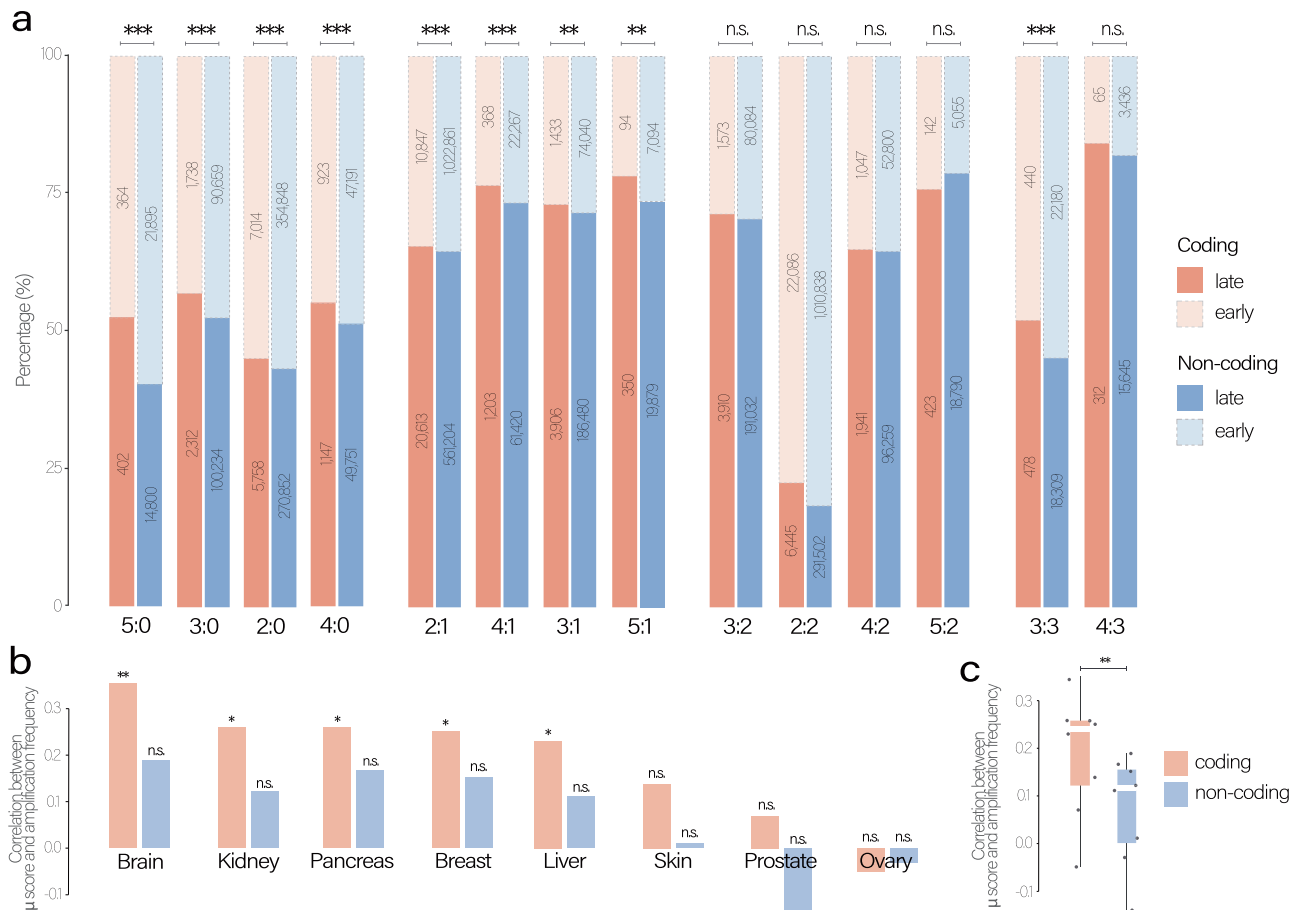 a
*** *** *** *** *** *** ** ** n.s. n.s. n.s. n.s. *** n.s.
Percentage (%)
100
75
50
25
0
364 21,895 1,738 90,659 7,014 354,848 923 47,191 10,847 1,022,861 368 22,267 1,433 74,040 94 7,094 1,573 80,084 22,086 1,010,838 1,047 52,800 142 5,055 440 22,180 65 3,436
402 14,800 2,312 100,234 5,758 270,852 1,147 49,751 20,613 561,204 1,203 61,420 3,906 186,480 350 19,879 3,910 191,032 6,445 291,502 1,941 96,259 423 18,790 478 18,309 312 15,645
5:0 3:0 2:0 4:0 2:1 4:1 3:1 5:1 3:2 2:2 4:2 5:2 3:3 4:3
Coding
late
early
Non-coding
late
early
b
Correlation between
µ score and amplification frequency
0.3
0.2
0.1
0.0
-0.1
** n.s. * n.s. * n.s. * n.s. * n.s. n.s. n.s. n.s. n.s. n.s. n.s.
Brain Kidney Pancreas Breast Liver Skin Prostate Ovary
c
Correlation between
µ score and amplification frequency
**
0.3
0.2
0.1
0.0
-0.1
coding
non-coding